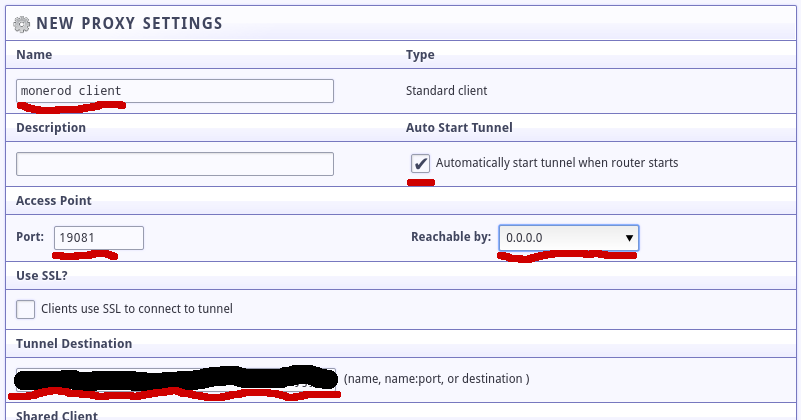 NEW PROXY SETTINGS
Name Type
monerod client Standard client
Description Auto Start Tunnel
Automatically start tunnel when router starts
Access Point
Port: 19081 Reachable by: 0.0.0.0
Use SSL?
Clients use SSL to connect to tunnel
Tunnel Destination
(name, name:port, or destination )
Shared Client